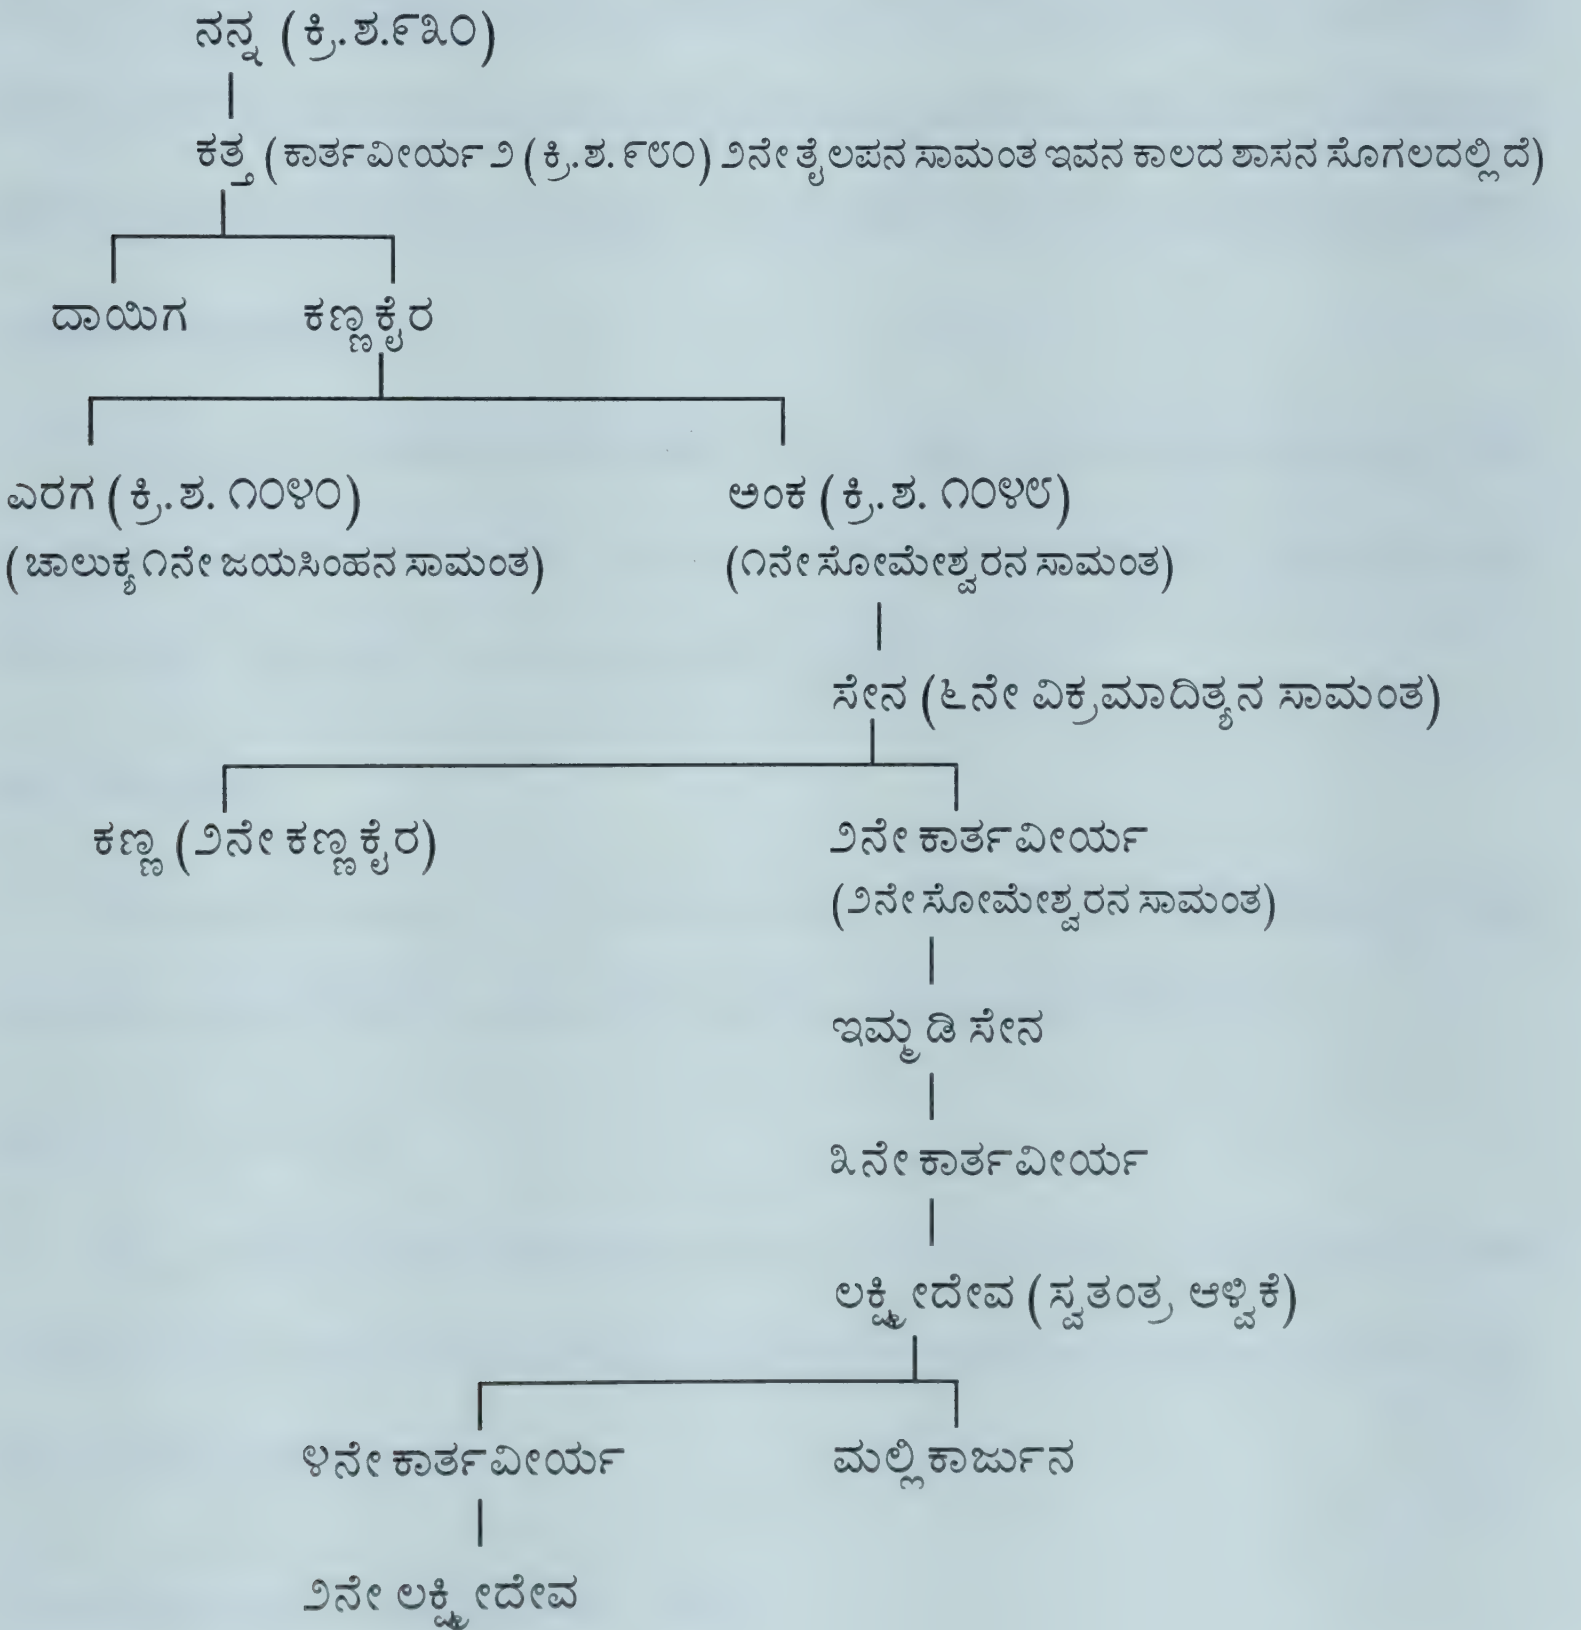 ನನ್ನ (ಕ್ರಿ.ಶ.೯೩೦)
ಕತ್ತ (ಕಾರ್ತವೀರ್ಯ ೨ (ಕ್ರಿ.ಶ. ೯೮೦) ೨ನೇ ತೈಲಪನ ಸಾಮಂತ ಇವನ ಕಾಲದ ಶಾಸನ ಸೊಗಲದಲ್ಲಿದೆ)
ದಾಯಿಗ ಕಣ್ಣಕೈರ
ಎರಗ (ಕ್ರಿ.ಶ. ೧೦೪೦) ಅಂಕ (ಕ್ರಿ.ಶ. ೧೦೪೮)
(ಚಾಲುಕ್ಯ ೧ನೇ ಜಯಸಿಂಹನ ಸಾಮಂತ) (೧ನೇ ಸೋಮೇಶ್ವರನ ಸಾಮಂತ)
ಸೇನ (೬ನೇ ವಿಕ್ರಮಾದಿತ್ಯನ ಸಾಮಂತ)
ಕಣ್ಣ (೨ನೇ ಕಣ್ಣಕೈರ) ೨ನೇ ಕಾರ್ತವೀರ್ಯ
(೨ನೇ ಸೋಮೇಶ್ವರನ ಸಾಮಂತ)
ಇಮ್ಮಡಿ ಸೇನ
೩ನೇ ಕಾರ್ತವೀರ್ಯ
ಲಕ್ಷ್ಮೀದೇವ (ಸ್ವತಂತ್ರ ಆಳ್ವಿಕೆ)
೪ನೇ ಕಾರ್ತವೀರ್ಯ ಮಲ್ಲಿಕಾರ್ಜುನ
೨ನೇ ಲಕ್ಷ್ಮೀದೇವ